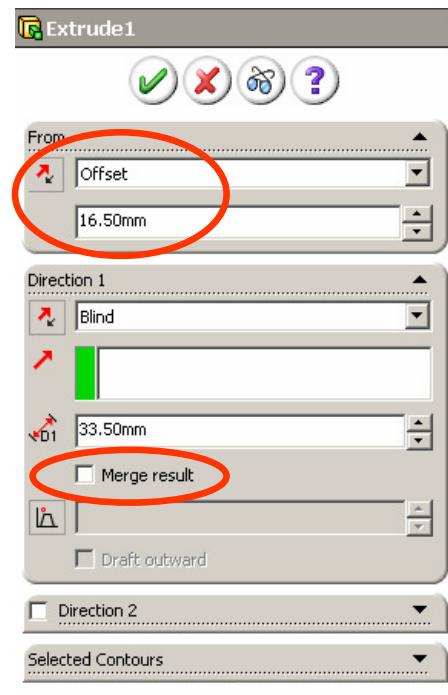 Extrude1
?
From
Offset
16.50mm
Direction 1
Blind
D1
33.50mm
Merge result
Draft outward
Direction 2
Selected Contours